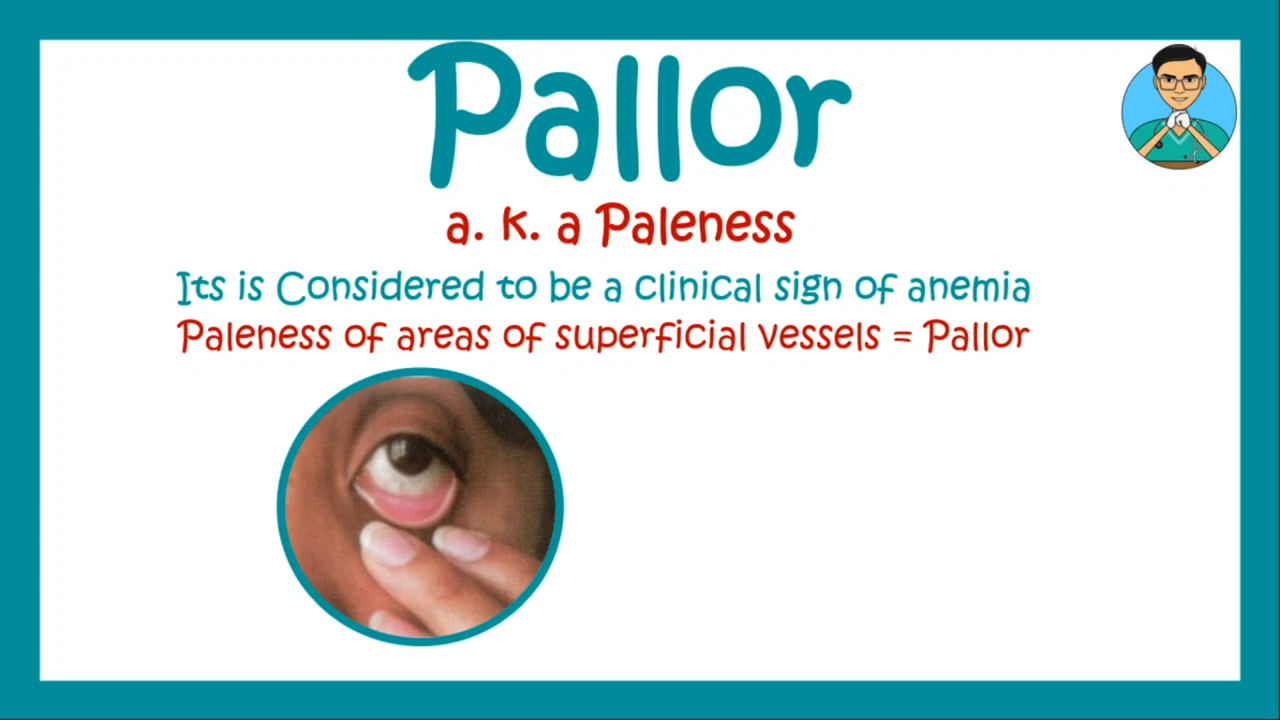 Pallor
a. k. a Paleness
Its is Considered to be a clinical sign of anemia
Paleness of areas of superficial vessels = Pallor